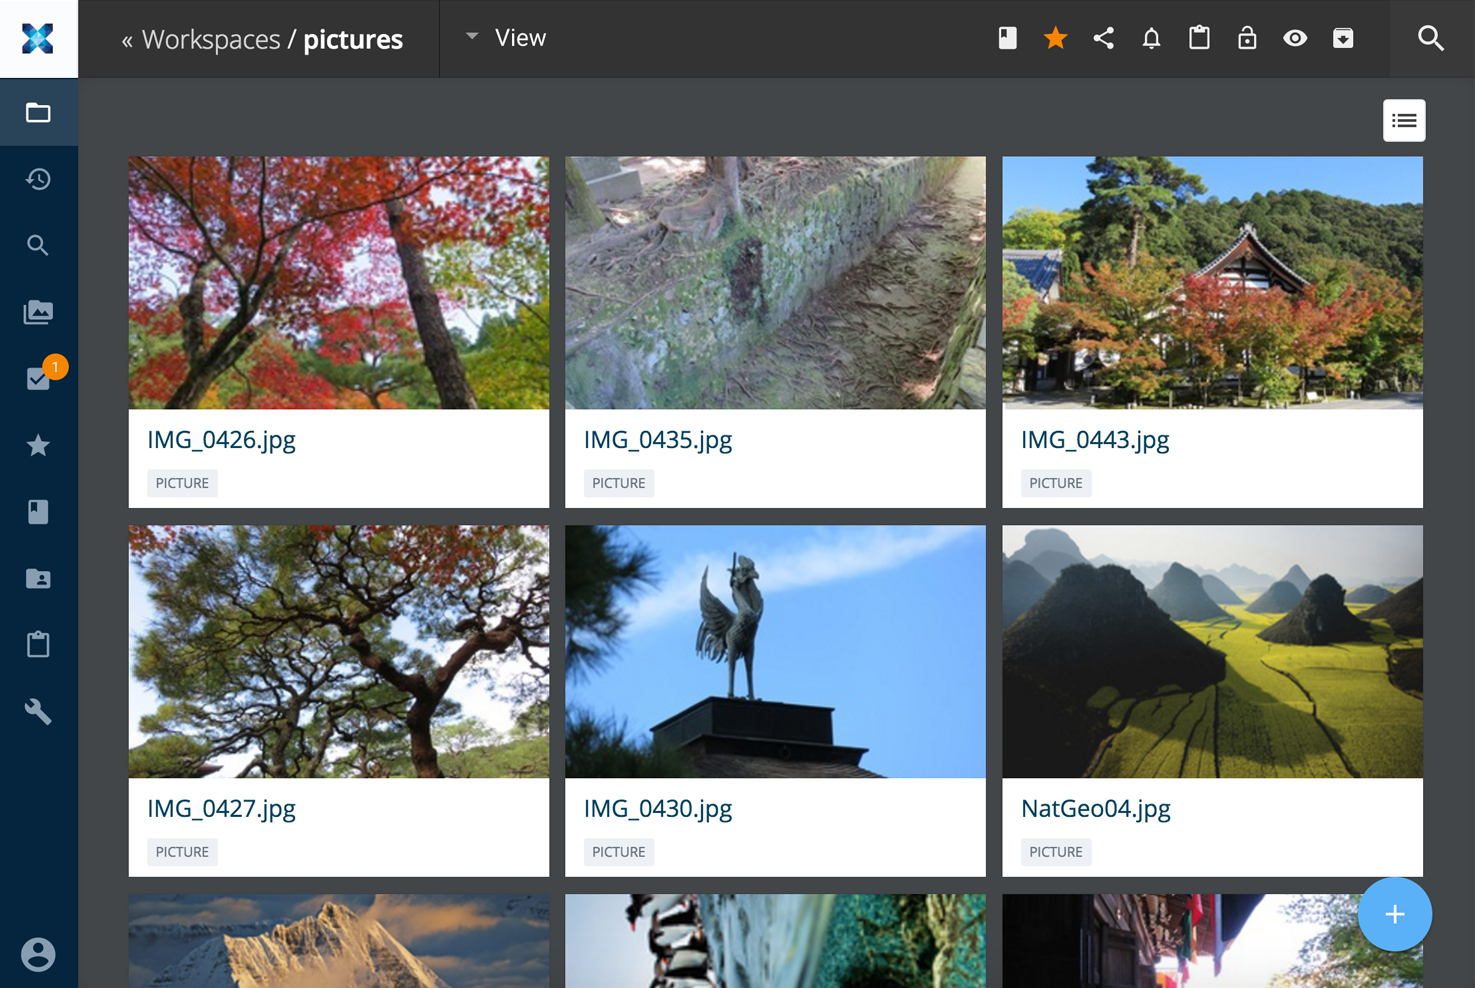 « Workspaces / pictures
View
1
IMG_0426.jpg
PICTURE
IMG_0435.jpg
PICTURE
IMG_0443.jpg
PICTURE
IMG_0427.jpg
PICTURE
IMG_0430.jpg
PICTURE
NatGeo04.jpg
PICTURE